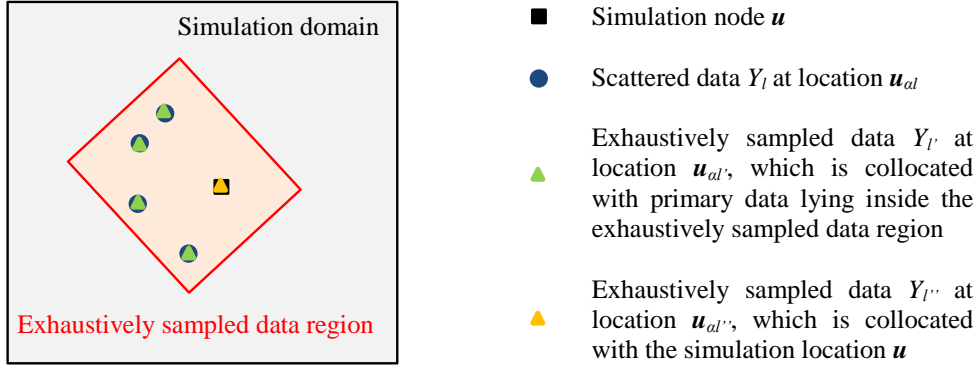 Simulation domain
Exhaustively sampled data region
Simulation node u
Scattered data Yl at location uαl
Exhaustively sampled data Yl' at
location uαl', which is collocated
with primary data lying inside the
exhaustively sampled data region
Exhaustively sampled data Yl'' at
location uαl'', which is collocated
with the simulation location u